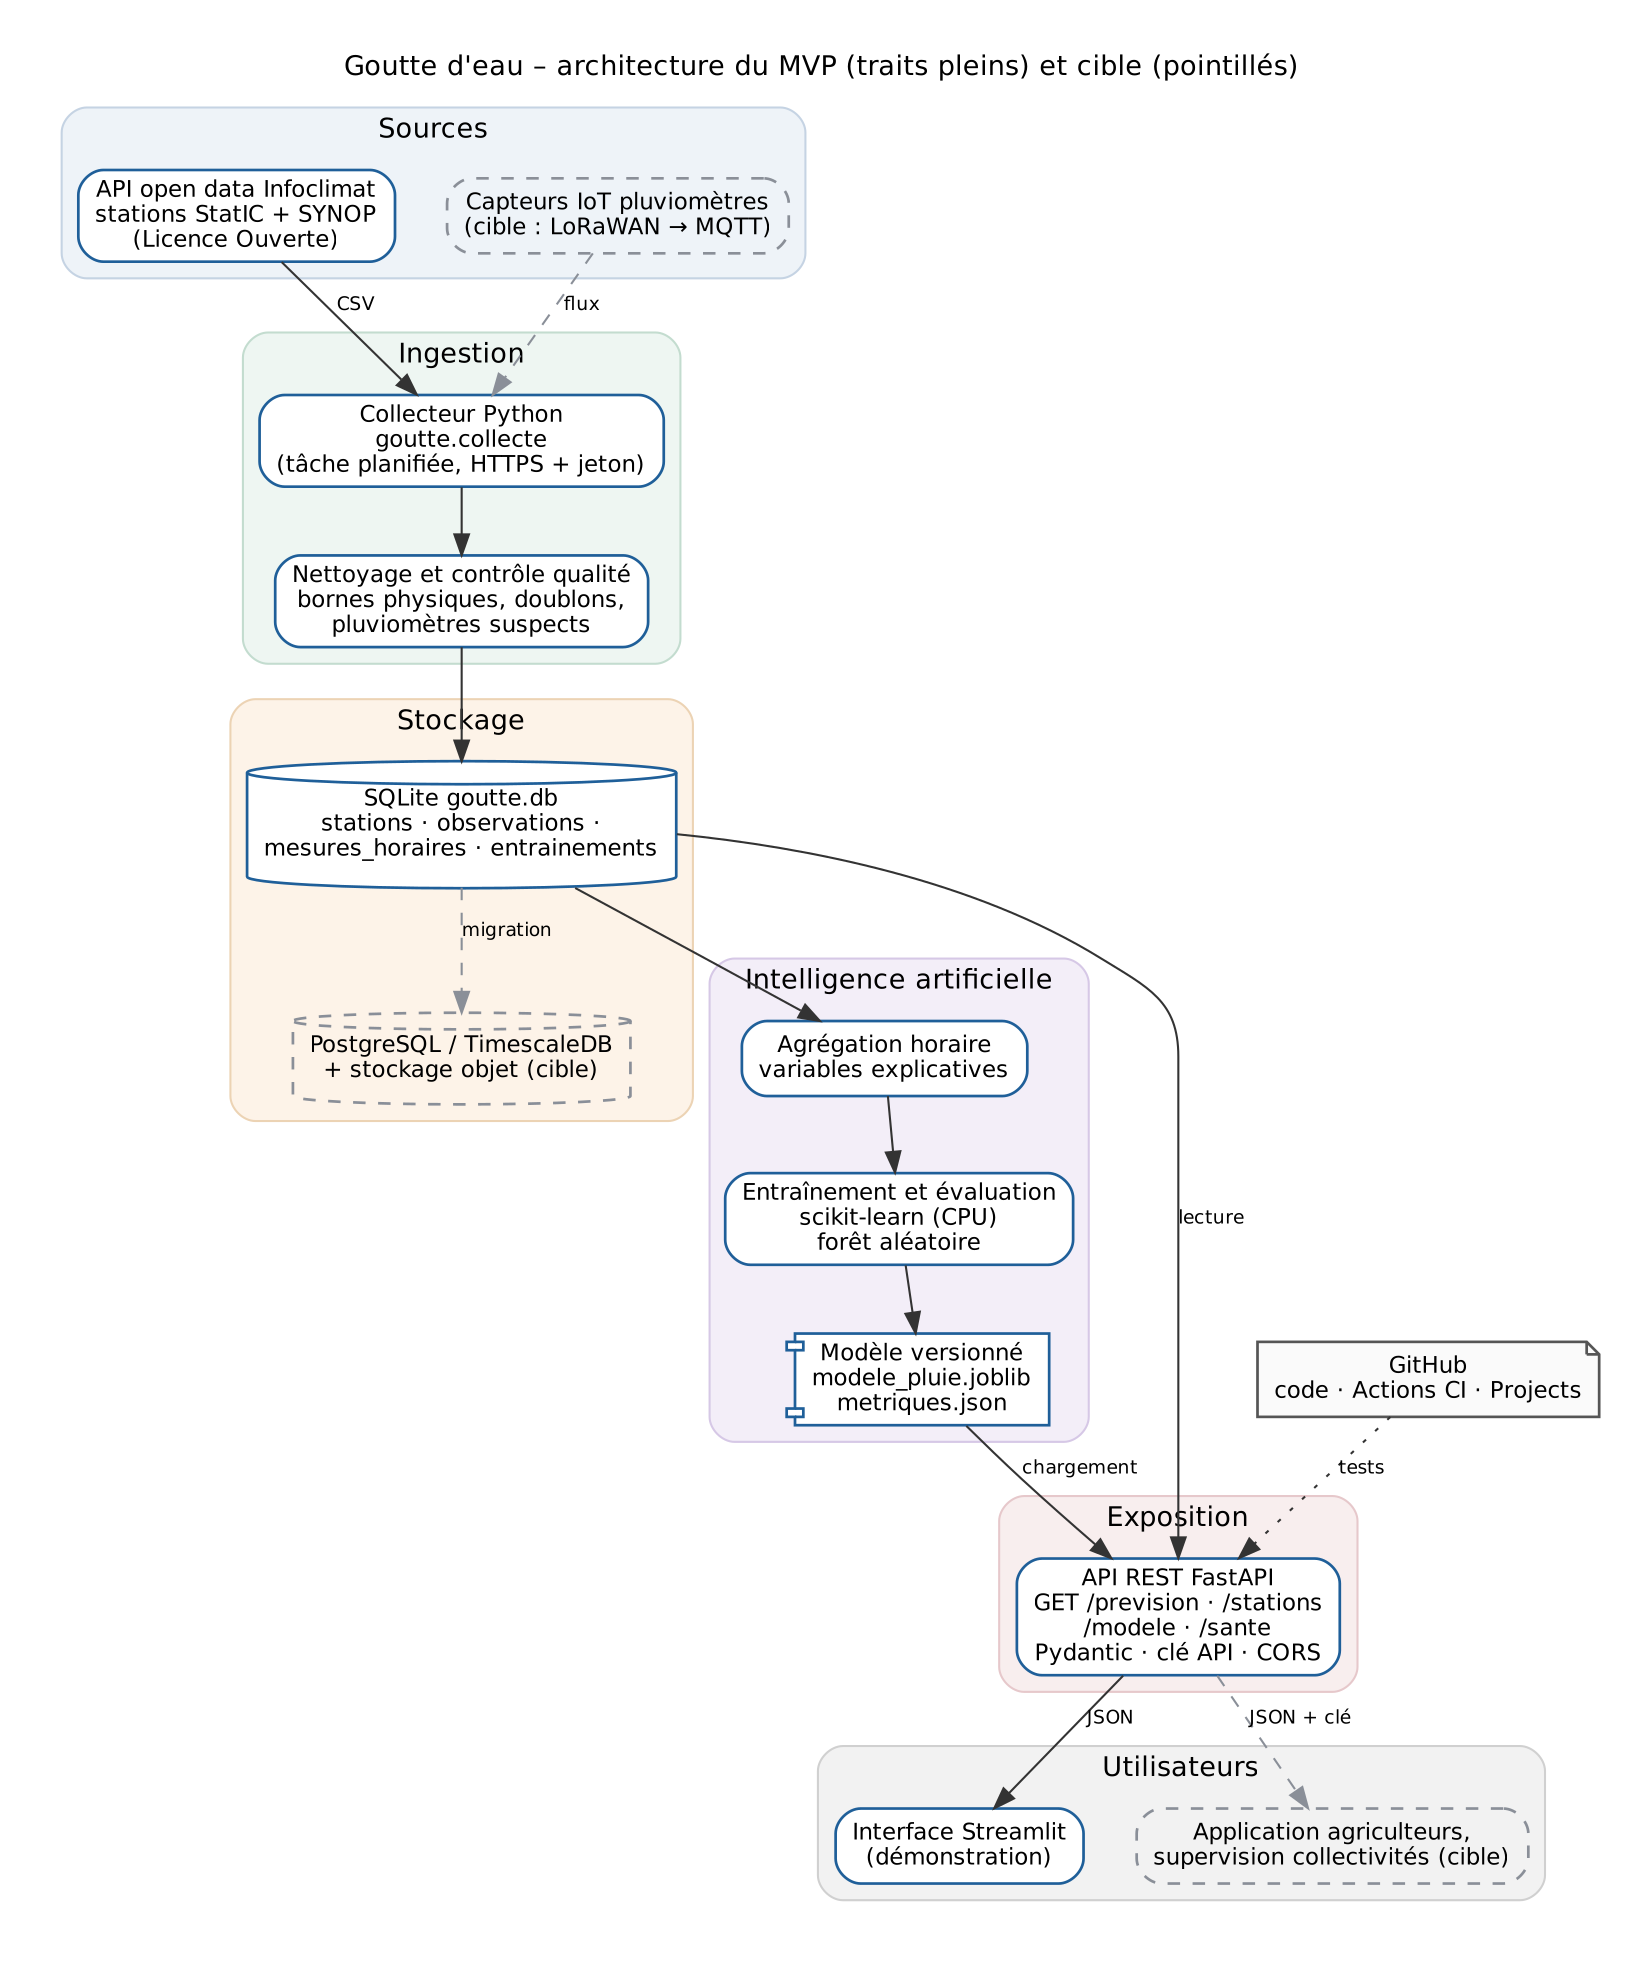 Goutte d'eau – architecture du MVP (traits pleins) et cible (pointillés)
Sources
API open data Infoclimat
stations StatIC + SYNOP
(Licence Ouverte)
Capteurs IoT pluviomètres
(cible : LoRaWAN → MQTT)
CSV
flux
Ingestion
Collecteur Python
goutte.collecte
(tâche planifiée, HTTPS + jeton)
Nettoyage et contrôle qualité
bornes physiques, doublons,
pluviomètres suspects
Stockage
SQLite goutte.db
stations · observations ·
mesures_horaires · entrainements
migration
PostgreSQL / TimescaleDB
+ stockage objet (cible)
Intelligence artificielle
Agrégation horaire
variables explicatives
Entraînement et évaluation
scikit-learn (CPU)
forêt aléatoire
lecture
Modèle versionné
modele_pluie.joblib
metriques.json
GitHub
code · Actions CI · Projects
chargement
tests
Exposition
API REST FastAPI
GET /prevision · /stations
/modele · /sante
Pydantic · clé API · CORS
JSON
JSON + clé
Utilisateurs
Interface Streamlit
(démonstration)
Application agriculteurs,
supervision collectivités (cible)